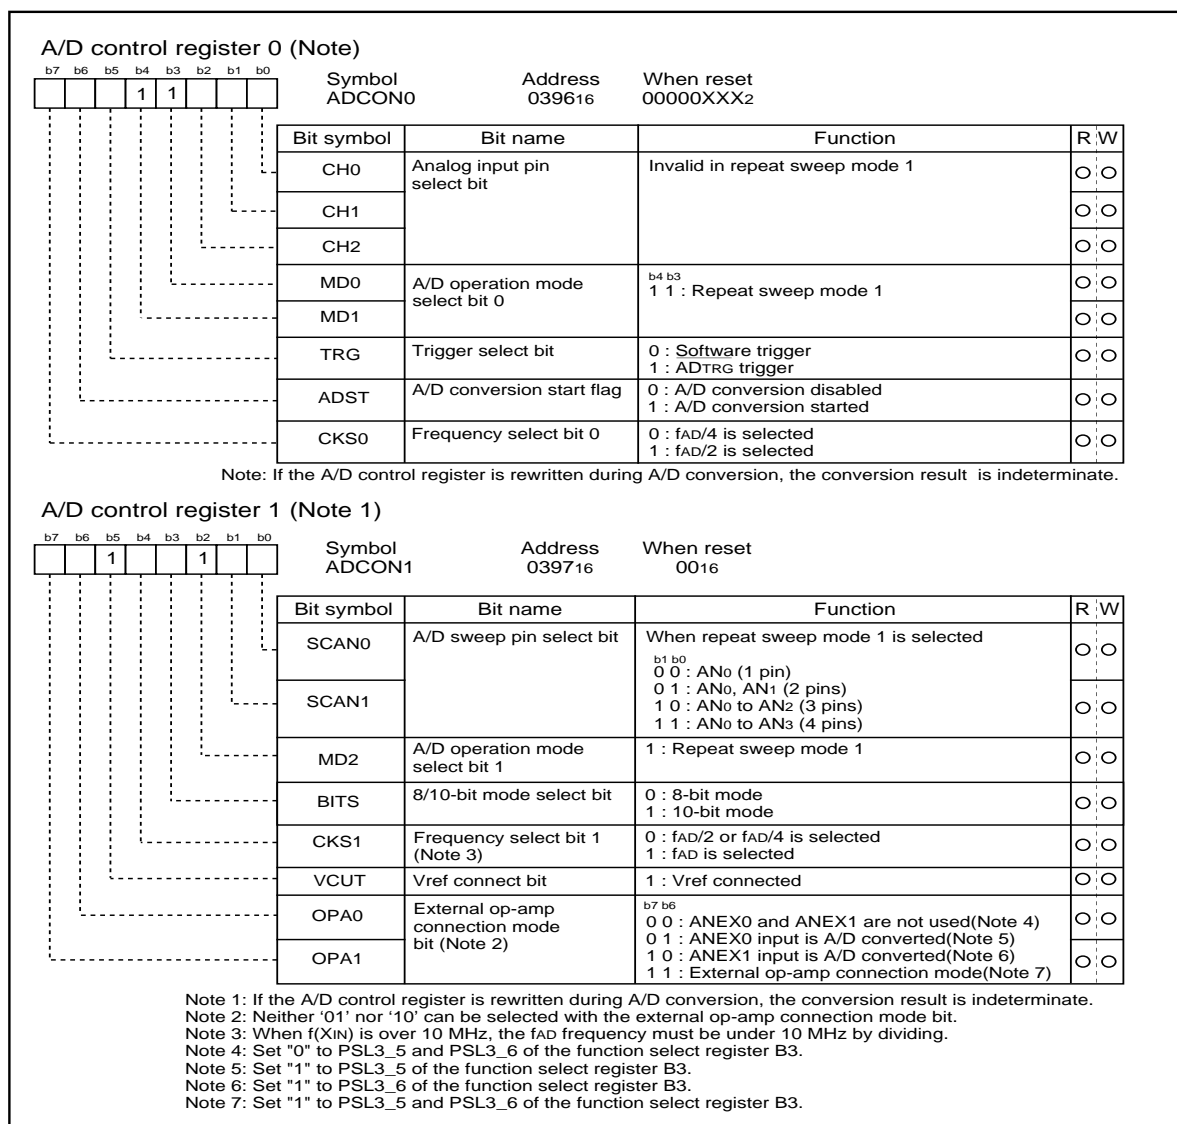 A/D control register 0 (Note)
b7 b6 b5 b4 b3 b2 b1 b0
1 1
Symbol Address When reset
ADCON0 039616 00000XXX2
Bit symbol Bit name Function R W
CH0 Analog input pin select bit Invalid in repeat sweep mode 1
CH1
CH2
MD0 A/D operation mode select bit 0 b4 b3
1 1 : Repeat sweep mode 1
MD1
TRG Trigger select bit 0 : Software trigger
1 : ADTRG trigger
ADST A/D conversion start flag 0 : A/D conversion disabled
1 : A/D conversion started
CKS0 Frequency select bit 0 0 : fAD/4 is selected
1 : fAD/2 is selected
Note: If the A/D control register is rewritten during A/D conversion, the conversion result is indeterminate.
A/D control register 1 (Note 1)
b7 b6 b5 b4 b3 b2 b1 b0
1 1
Symbol Address When reset
ADCON1 039716 0016
Bit symbol Bit name Function R W
SCAN0 A/D sweep pin select bit When repeat sweep mode 1 is selected
b1 b0
0 0 : AN0 (1 pin)
0 1 : AN0, AN1 (2 pins)
SCAN1 1 0 : AN0 to AN2 (3 pins)
1 1 : AN0 to AN3 (4 pins)
MD2 A/D operation mode select bit 1 1 : Repeat sweep mode 1
BITS 8/10-bit mode select bit 0 : 8-bit mode
1 : 10-bit mode
CKS1 Frequency select bit 1 (Note 3) 0 : fAD/2 or fAD/4 is selected
1 : fAD is selected
VCUT Vref connect bit 1 : Vref connected
OPA0 External op-amp connection mode bit (Note 2) b7 b6
0 0 : ANEX0 and ANEX1 are not used(Note 4)
0 1 : ANEX0 input is A/D converted(Note 5)
OPA1 1 0 : ANEX1 input is A/D converted(Note 6)
1 1 : External op-amp connection mode(Note 7)
Note 1: If the A/D control register is rewritten during A/D conversion, the conversion result is indeterminate.
Note 2: Neither ‘01’ nor ‘10’ can be selected with the external op-amp connection mode bit.
Note 3: When f(XIN) is over 10 MHz, the fAD frequency must be under 10 MHz by dividing.
Note 4: Set "0" to PSL3_5 and PSL3_6 of the function select register B3.
Note 5: Set "1" to PSL3_5 of the function select register B3.
Note 6: Set "1" to PSL3_6 of the function select register B3.
Note 7: Set "1" to PSL3_5 and PSL3_6 of the function select register B3.